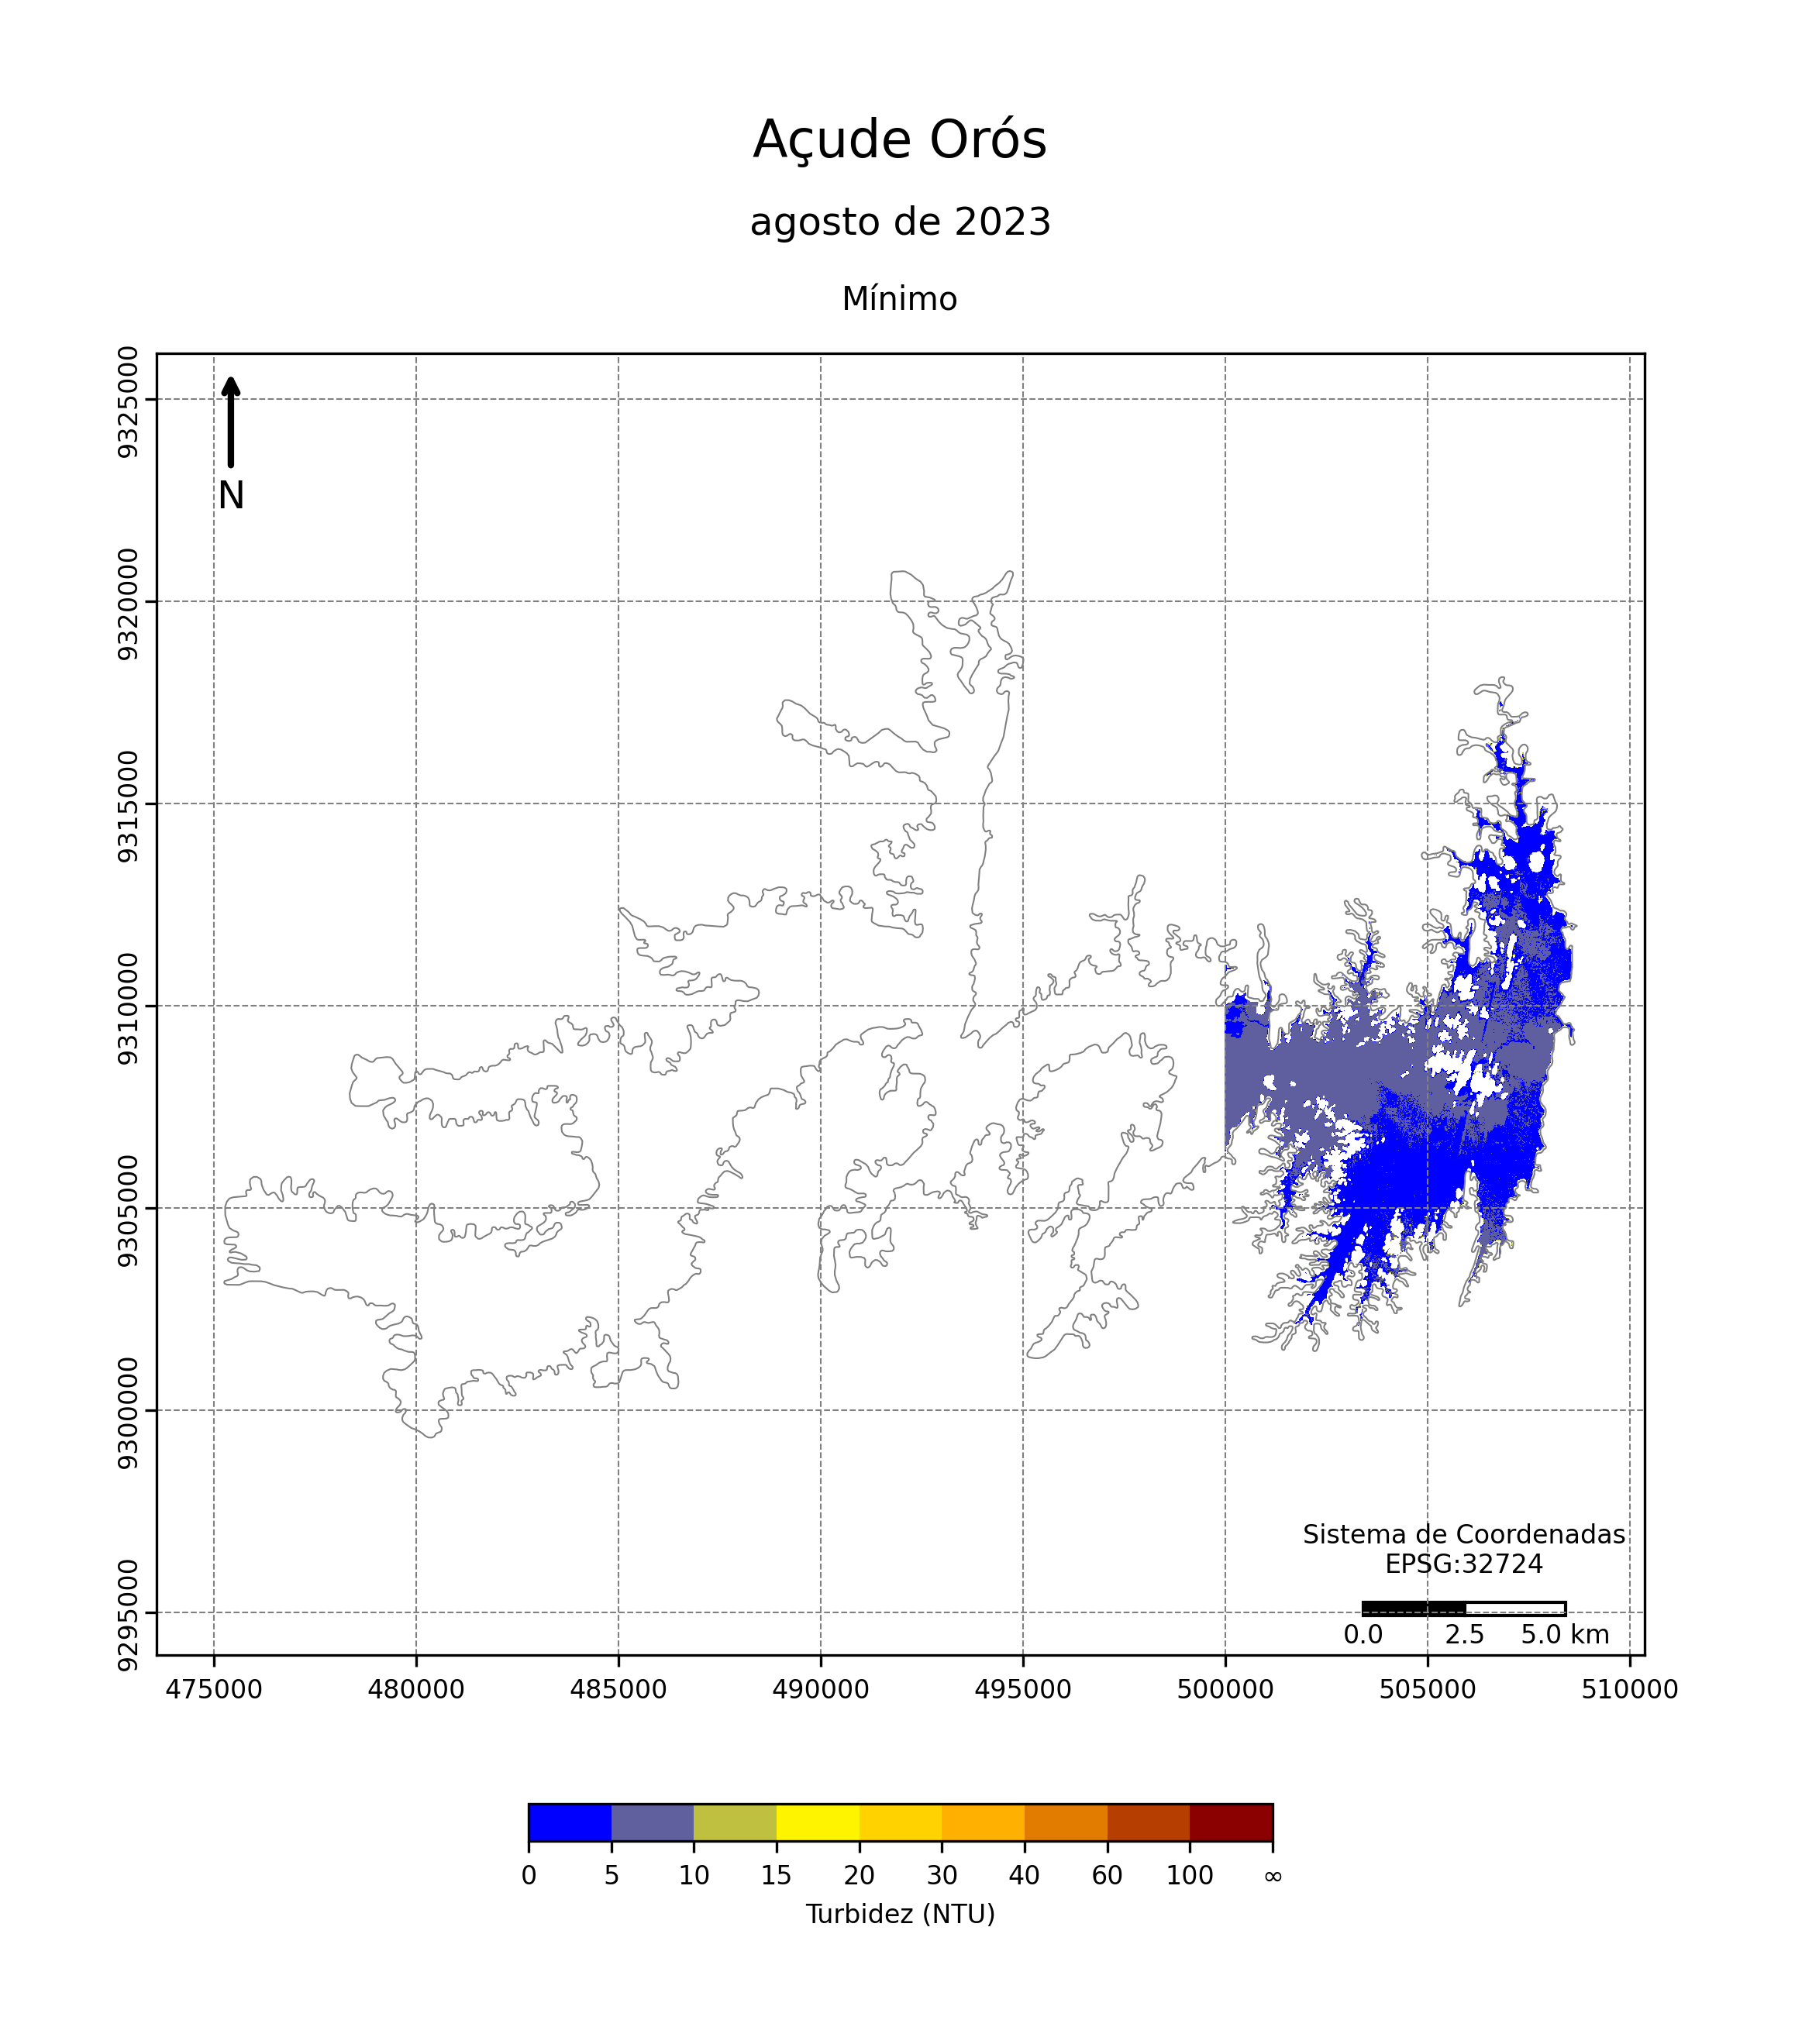 Açude Orós
agosto de 2023
Mínimo
N
9325000
9320000
9315000
9310000
9305000
9300000
9295000
Sistema de Coordenadas
EPSG:32724
0.0 2.5 5.0 km
475000 480000 485000 490000 495000 500000 505000 510000
0 5 10 15 20 30 40 60 100 ∞
Turbidez (NTU)